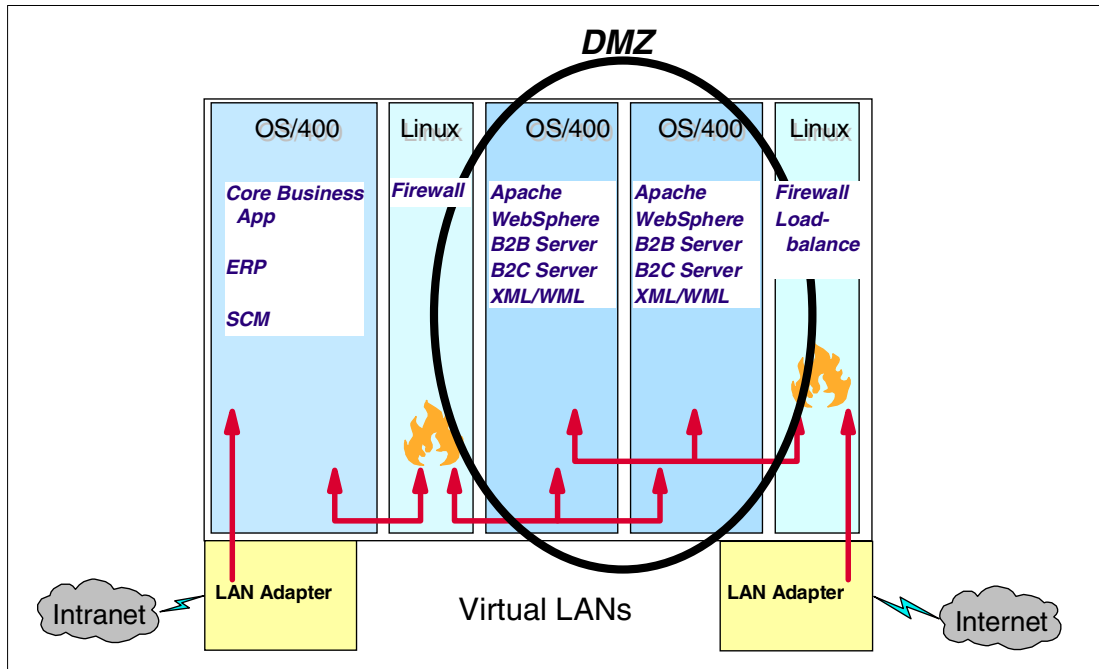 DMZ
OS/400
Linux
OS/400
OS/400
Linux
Core Business
App
ERP
SCM
Firewall
Apache
WebSphere
B2B Server
B2C Server
XML/WML
Apache
WebSphere
B2B Server
B2C Server
XML/WML
Firewall
Load-
balance
Intranet
LAN Adapter
Virtual LANs
LAN Adapter
Internet